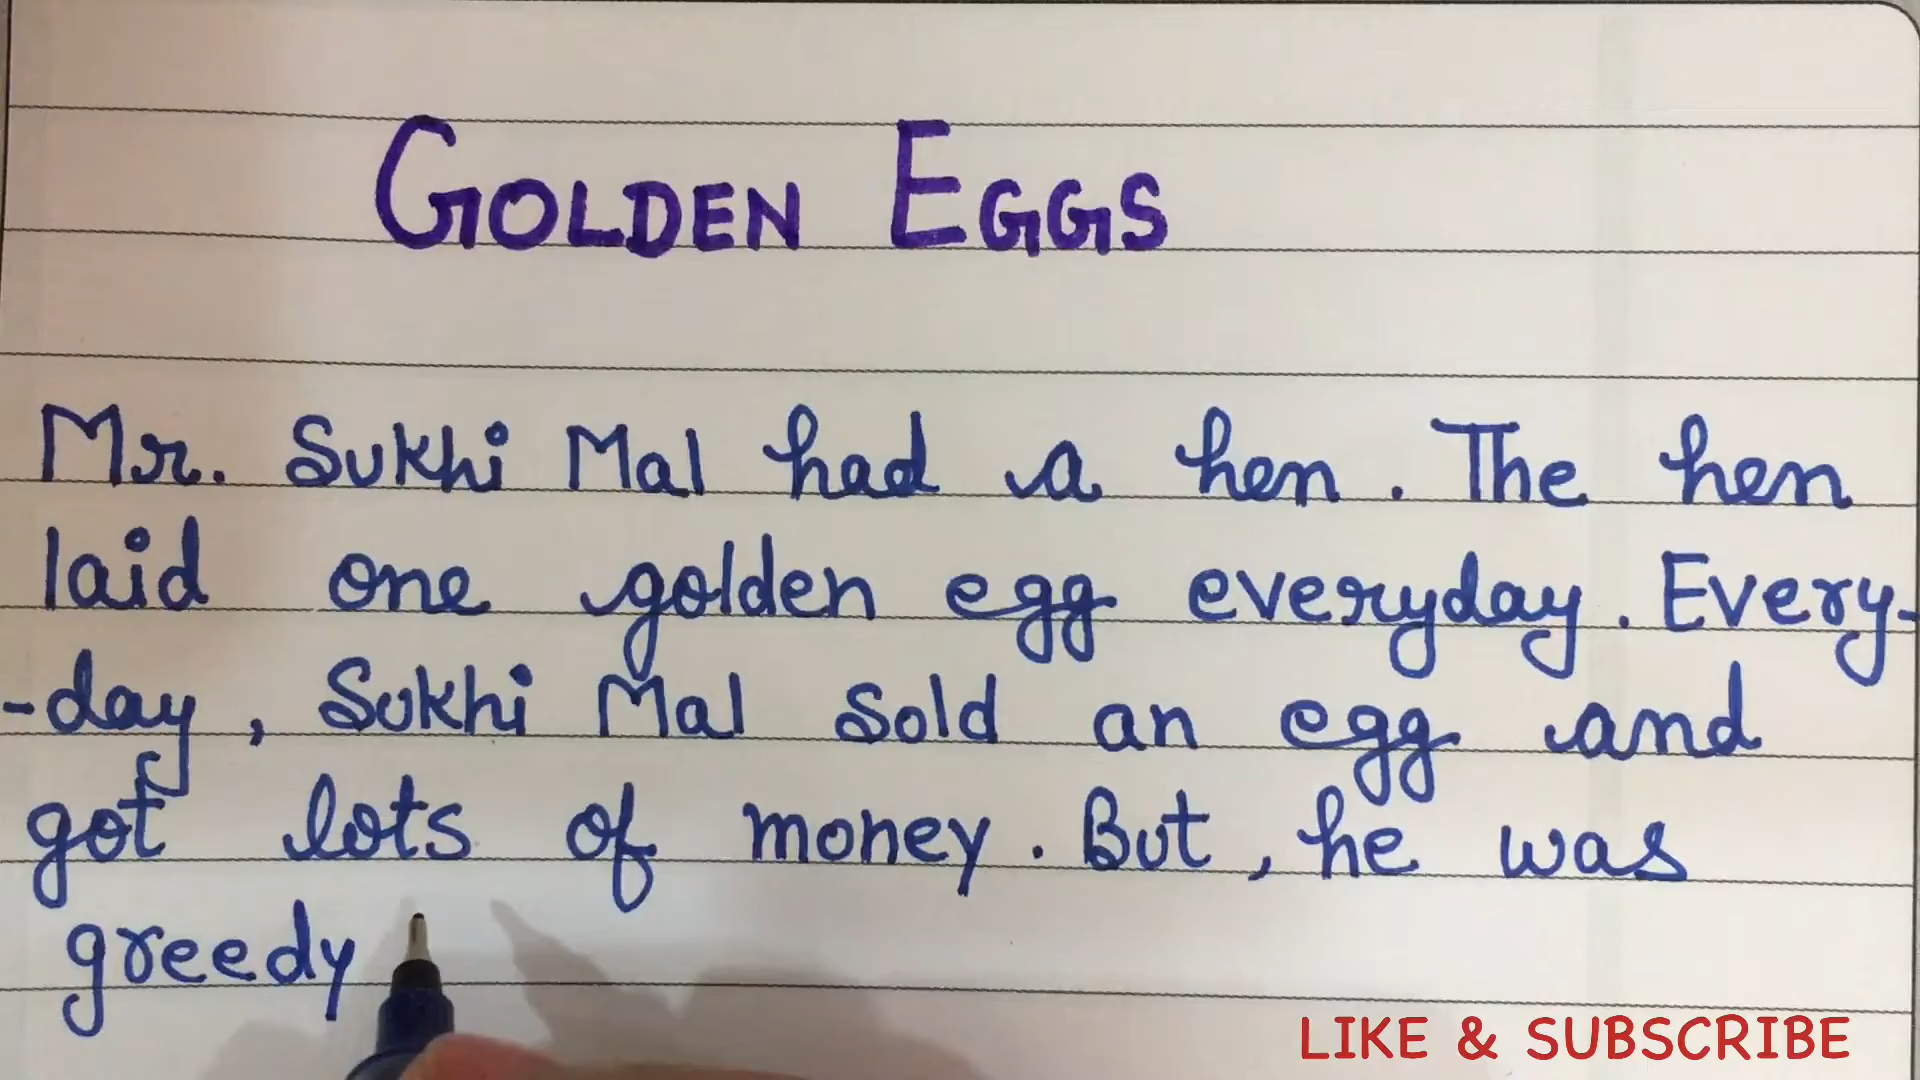 GOLDEN EGGS
Mr. Sukhi Mal had a hen. The hen
laid one golden egg everyday. Every-
-day, Sukhi Mal sold an egg and
got lots of money. But, he was
greedy
LIKE & SUBSCRIBE